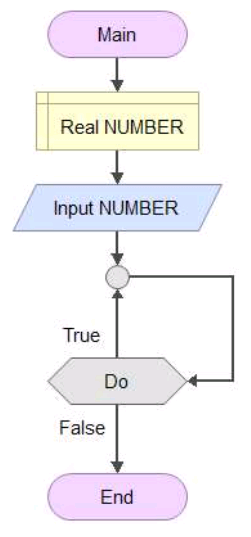 Main
Real NUMBER
Input NUMBER
True
Do
False
End